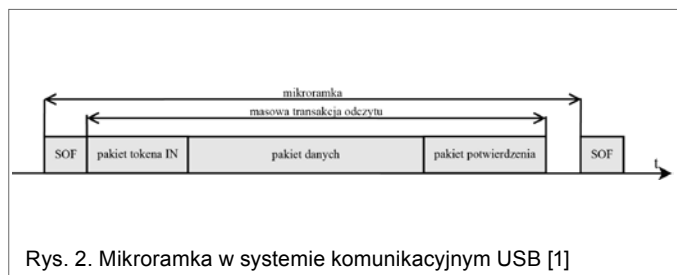 mikroramka
masowa transakcja odczytu
SOF pakiet tokena IN pakiet danych pakiet potwierdzenia SOF t
Rys. 2. Mikroramka w systemie komunikacyjnym USB [1]